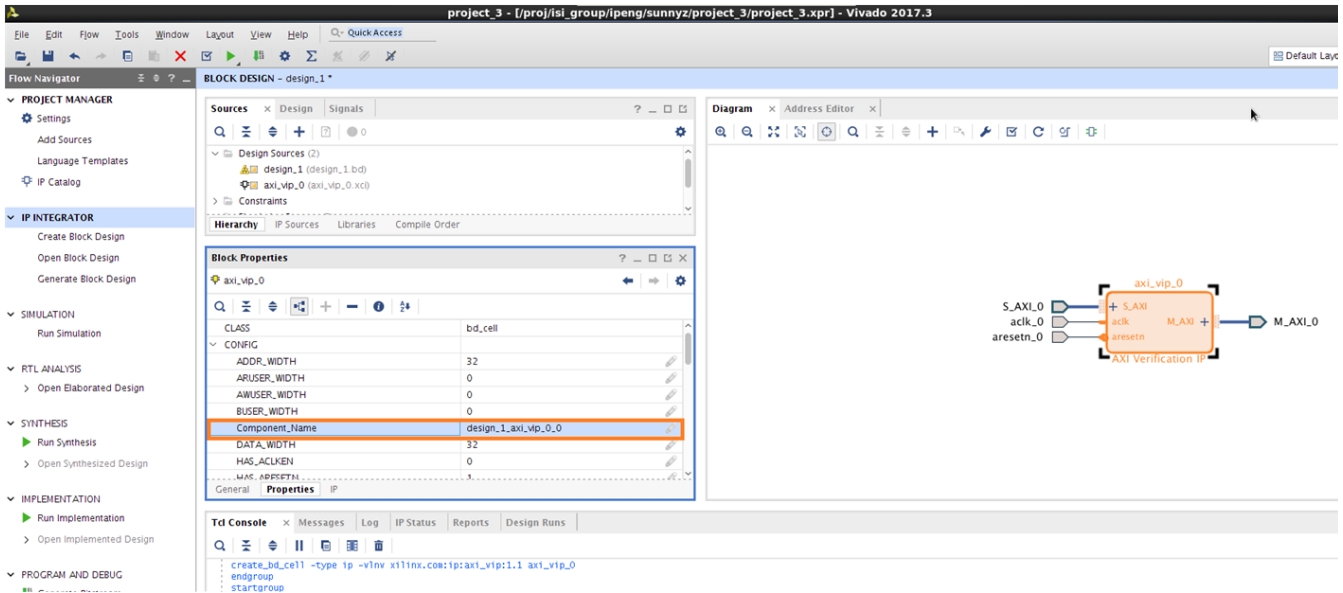 project_3 - [/proj/isi_group/ipeng/sunnyz/project_3/project_3.xpr] - Vivado 2017.3
File Edit Flow Tools Window Layout View Help Quick Access
Default Layo
Flow Navigator
PROJECT MANAGER
Settings
Add Sources
Language Templates
IP Catalog
IP INTEGRATOR
Create Block Design
Open Block Design
Generate Block Design
SIMULATION
Run Simulation
RTL ANALYSIS
Open Elaborated Design
SYNTHESIS
Run Synthesis
Open Synthesized Design
IMPLEMENTATION
Run Implementation
Open Implemented Design
PROGRAM AND DEBUG
BLOCK DESIGN - design_1 *
Sources Design Signals
0
Design Sources (2)
design_1 (design_1.bd)
axi_vip_0 (axi_vip_0.xci)
Constraints
Hierarchy IP Sources Libraries Compile Order
Block Properties
axi_vip_0
CLASS bd_cell
CONFIG
ADDR_WIDTH 32
ARUSER_WIDTH 0
AWUSER_WIDTH 0
BUSER_WIDTH 0
Component_Name design_1_axi_vip_0_0
DATA_WIDTH 32
HAS_ACLKEN 0
HAS_ARESETN 1
General Properties IP
Diagram Address Editor
axi_vip_0
S_AXI_0
aclk_0
aresetn_0
S_AXI
aclk
aresetn
M_AXI
M_AXI_0
AXI Verification IP
Tcl Console Messages Log IP Status Reports Design Runs
create_bd_cell -type ip -vlnv xilinx.com:ip:axi_vip:1.1 axi_vip_0
endgroup
startgroup